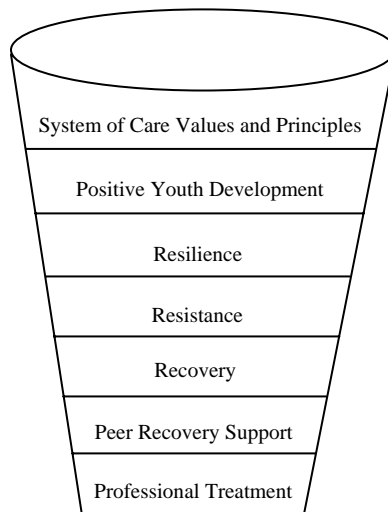 System of Care Values and Principles
Positive Youth Development
Resilience
Resistance
Recovery
Peer Recovery Support
Professional Treatment